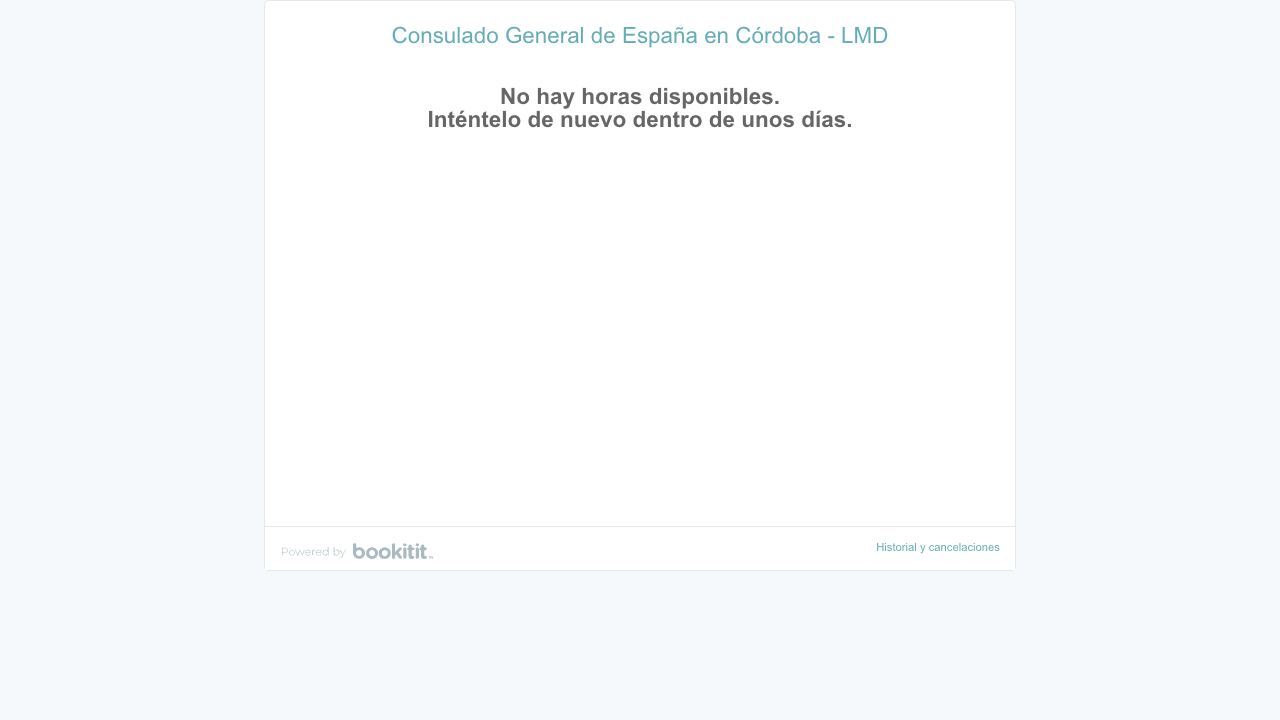 Consulado General de España en Córdoba - LMD
No hay horas disponibles.
Inténtelo de nuevo dentro de unos días.
Powered by bookitit™
Historial y cancelaciones